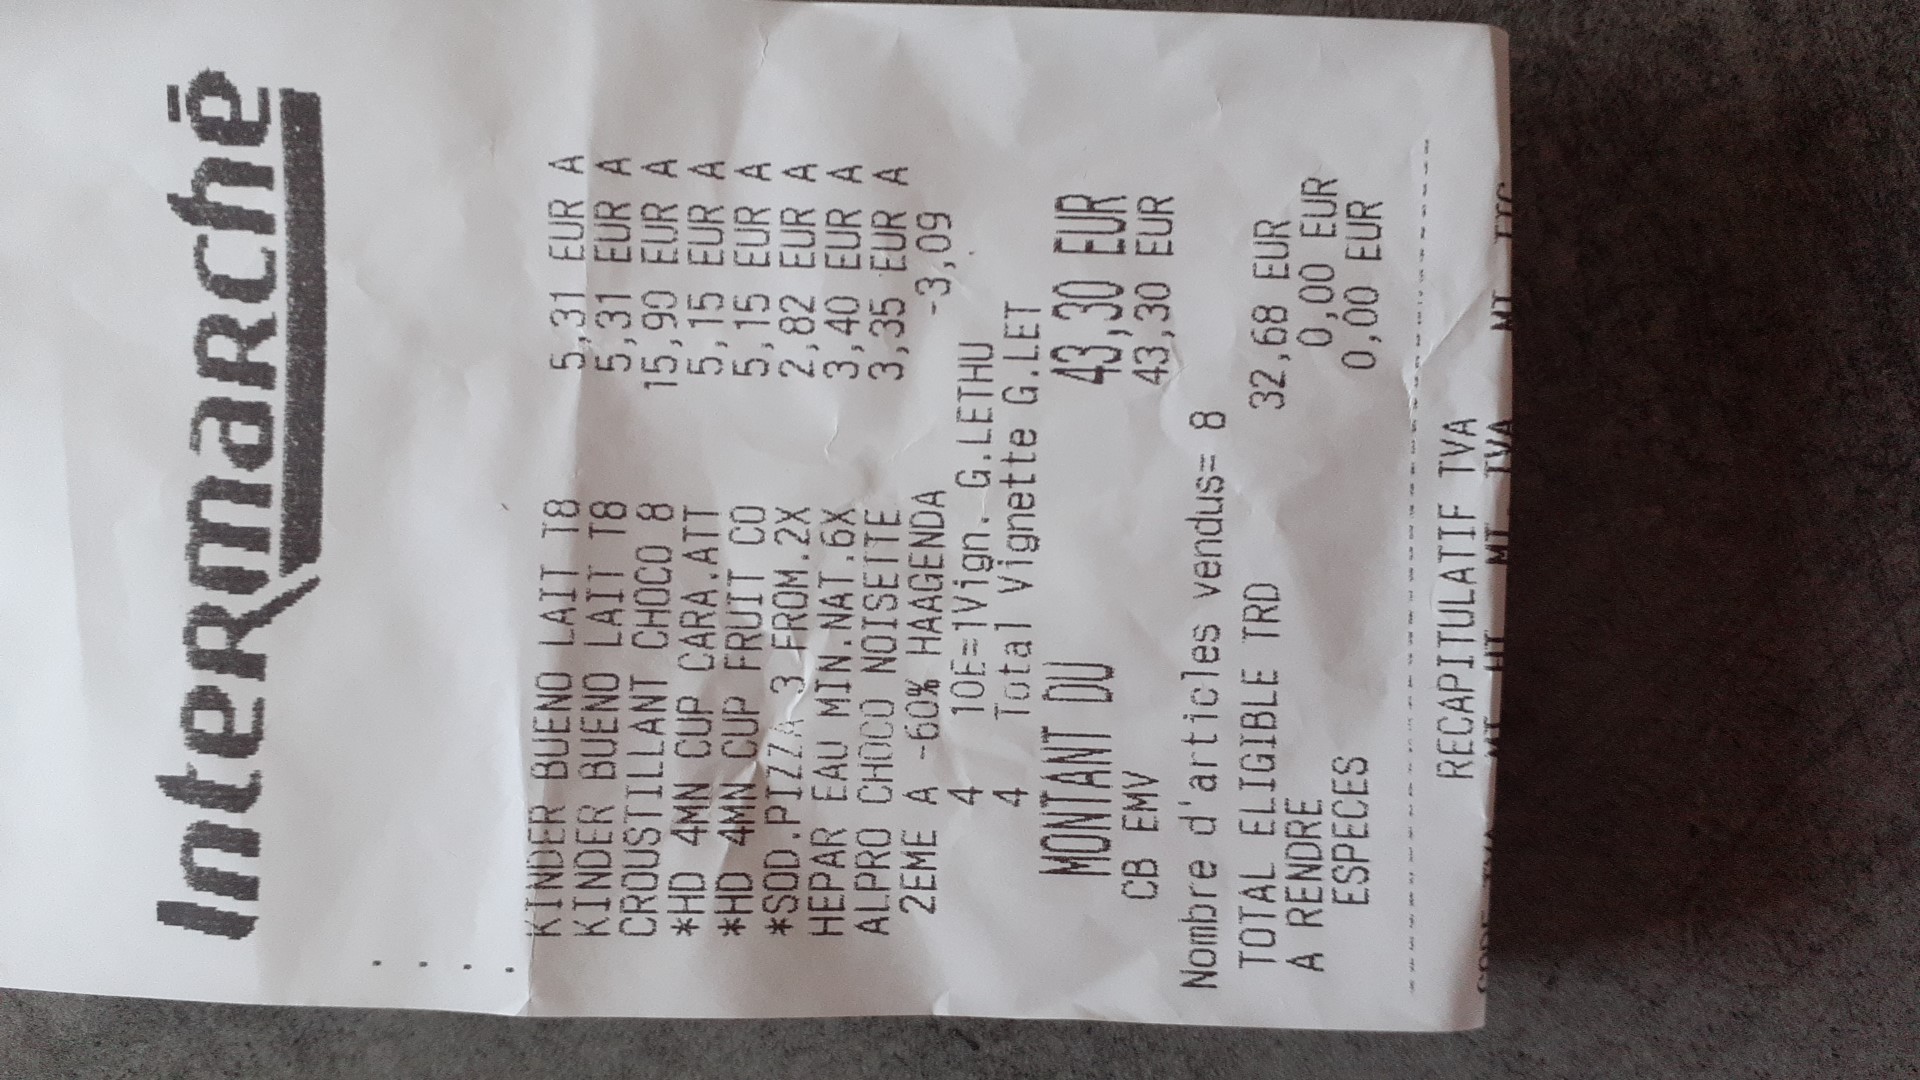 Intermarché
KINDER BUENO LAIT T8 5,31 EUR A
KINDER BUENO LAIT T8 5,31 EUR A
CROUSTILLANT CHOCO 8 15,99 EUR A
*HD 4MN CUP CARA.ATT 5,15 EUR A
*HD 4MN CUP FRUIT CO 5,15 EUR A
*SOD.PIZZA 3 FROM.2X 2,82 EUR A
HEPAR EAU MIN.NAT.6X 3,40 EUR A
ALPRO CHOCO NOISETTE 3,35 EUR A
2EME A -60% HAAGENDA -3,09
4 10E=1Vign. G.LETHU
4 Total Vignette G.LET
MONTANT DU 43,30 EUR
CB EMV 43,30 EUR
Nombre d'articles vendus= 8
TOTAL ELIGIBLE TRD 32,68 EUR
A RENDRE 0,00 EUR
ESPECES 0,00 EUR
RECAPITULATIF TVA